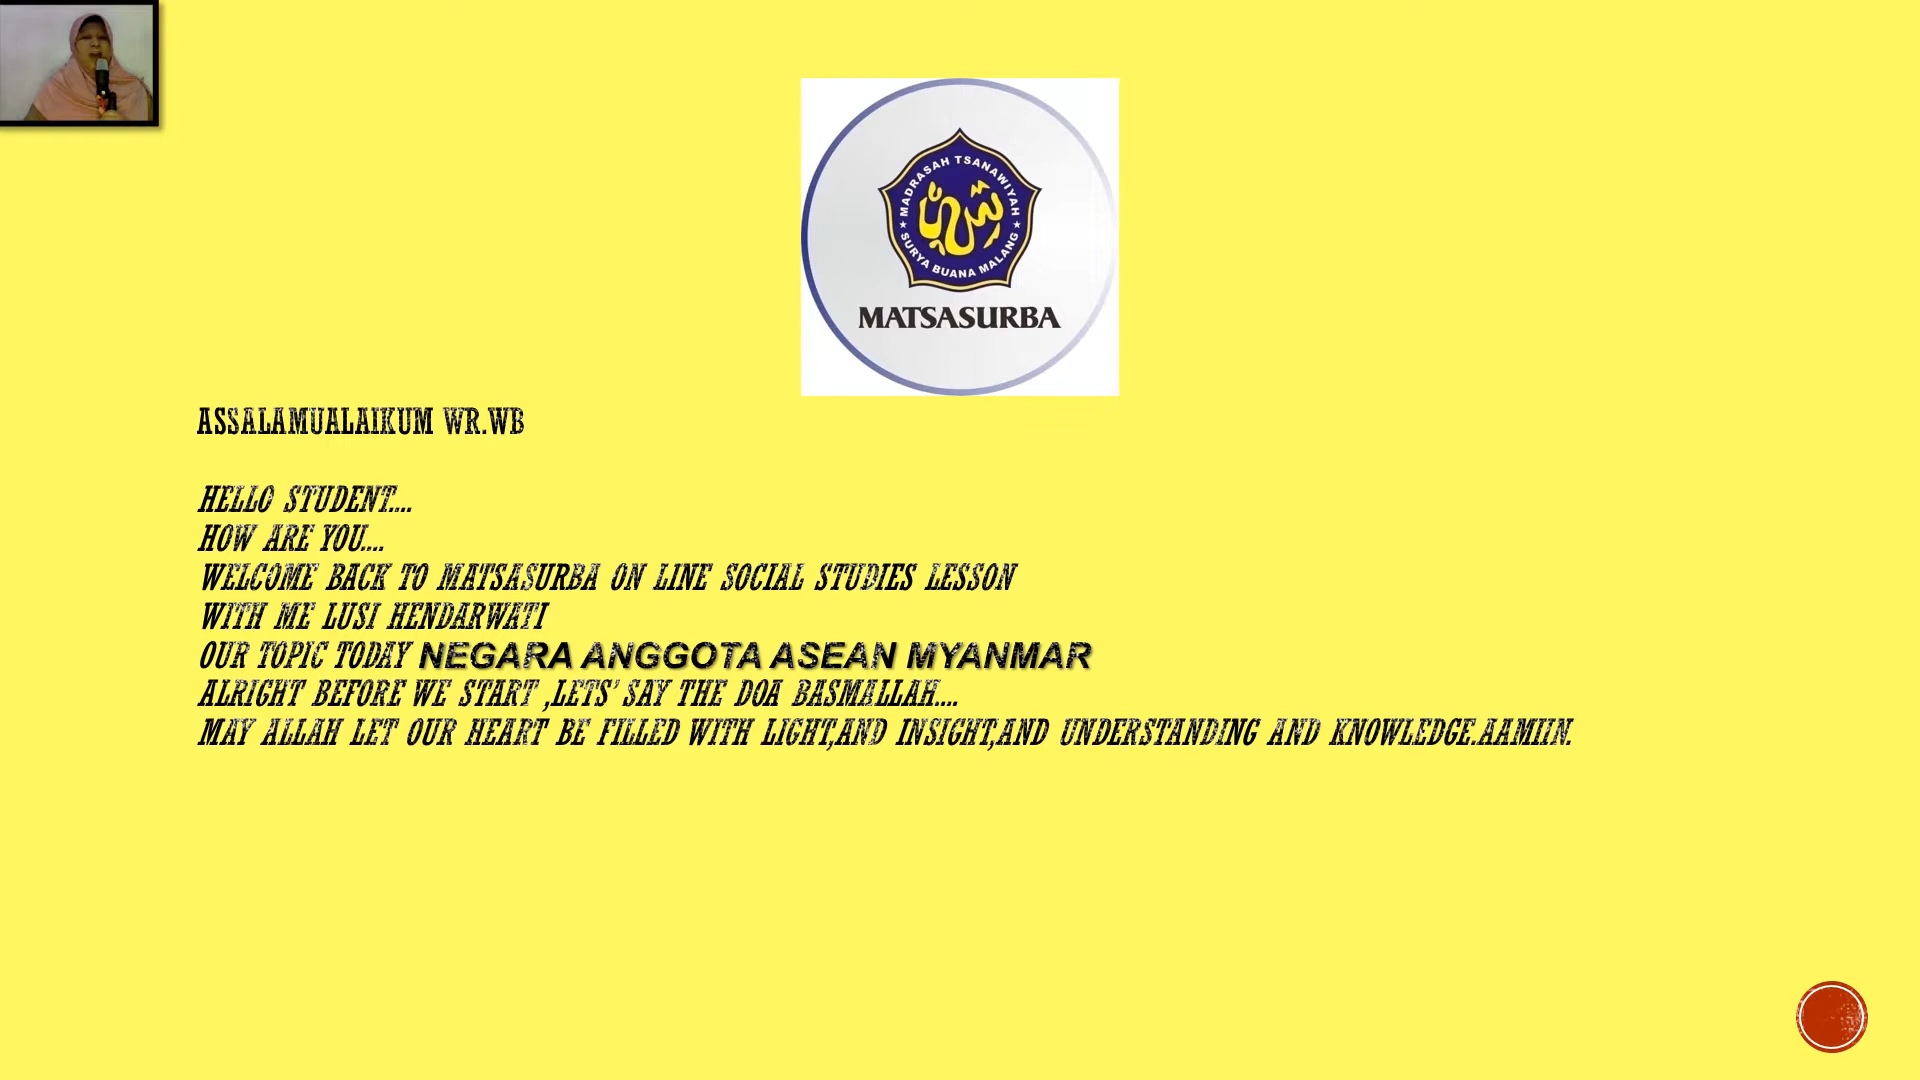 MADRASAH TSANAWIYAH
SURYA BUANA MALANG
MATSASURBA
ASSALAMUALAIKUM WR.WB
HELLO STUDENT....
HOW ARE YOU....
WELCOME BACK TO MATSASURBA ON LINE SOCIAL STUDIES LESSON
WITH ME LUSI HENDARWATI
OUR TOPIC TODAY NEGARA ANGGOTA ASEAN MYANMAR
ALRIGHT BEFORE WE START ,LETS' SAY THE DOA BASMALLAH....
MAY ALLAH LET OUR HEART BE FILLED WITH LIGHT,AND INSIGHT,AND UNDERSTANDING AND KNOWLEDGE.AAMIIN.